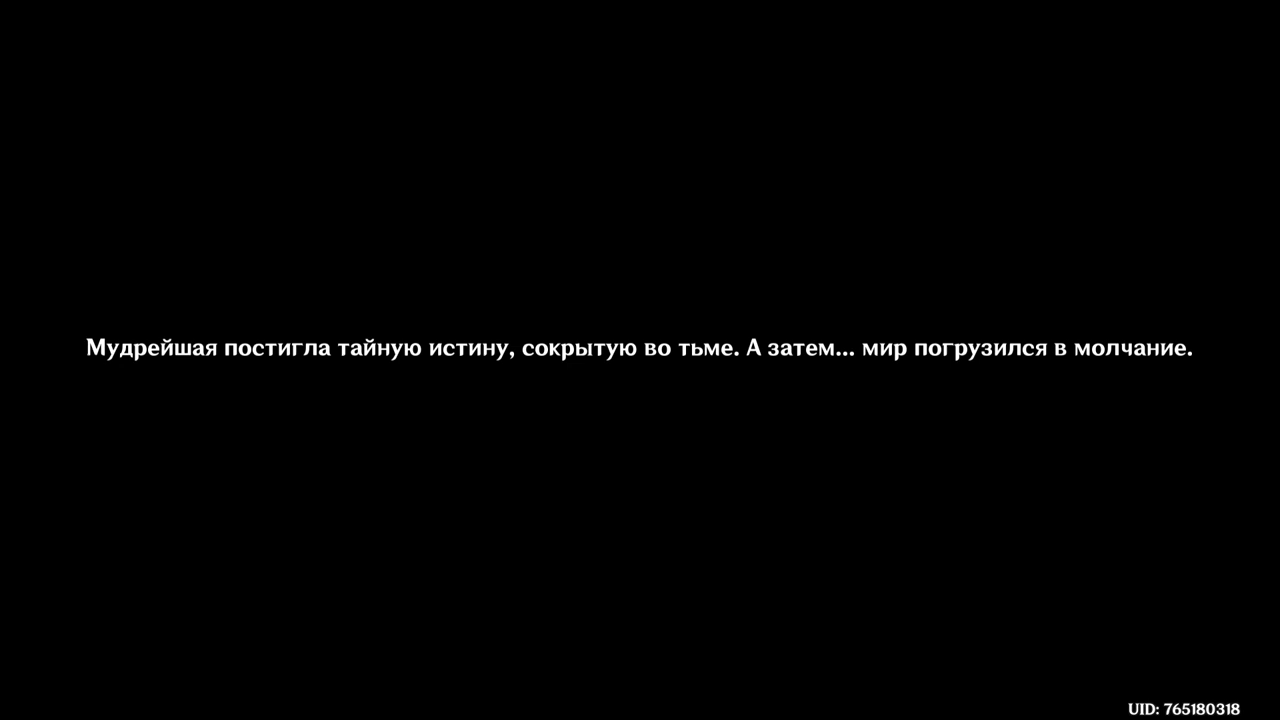 Мудрейшая постигла тайную истину, сокрытую во тьме. А затем... мир погрузился в молчание.
UID: 765180318